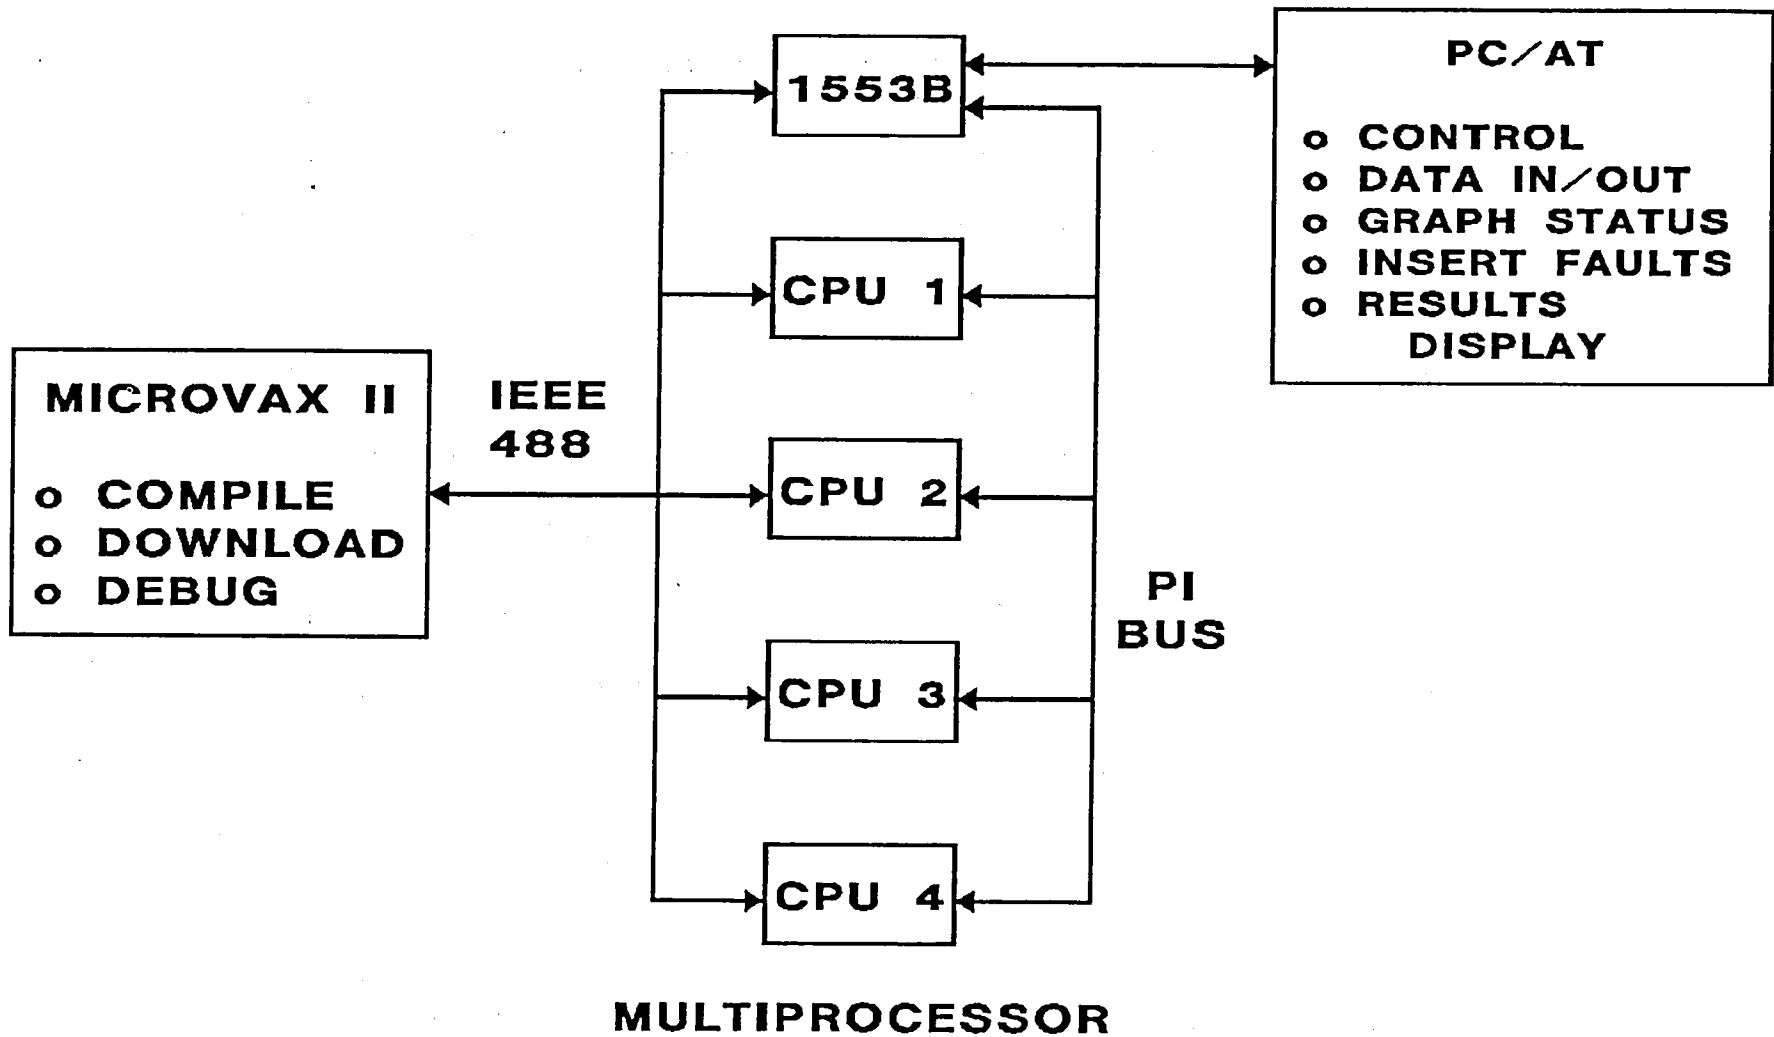 1553B
PC/AT
o CONTROL
o DATA IN/OUT
o GRAPH STATUS
o INSERT FAULTS
o RESULTS
DISPLAY
CPU 1
MICROVAX II
o COMPILE
o DOWNLOAD
o DEBUG
IEEE
488
CPU 2
PI
BUS
CPU 3
CPU 4
MULTIPROCESSOR